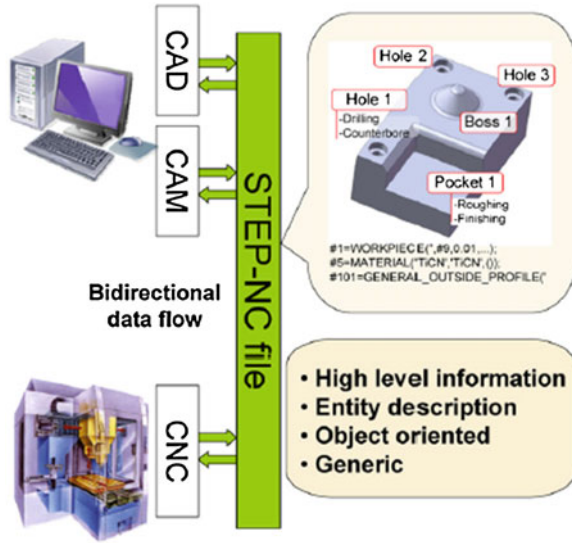 CAD
CAM
Bidirectional
data flow
CNC
STEP-NC file
Hole 2
Hole 3
Hole 1
-Drilling
-Counterbore
Boss 1
Pocket 1
-Roughing
-Finishing
#1=WORKPIECE(",#9,0.01,...);
#5=MATERIAL("TiCN','TiCN',());
#101=GENERAL_OUTSIDE_PROFILE("
• High level information
• Entity description
• Object oriented
• Generic